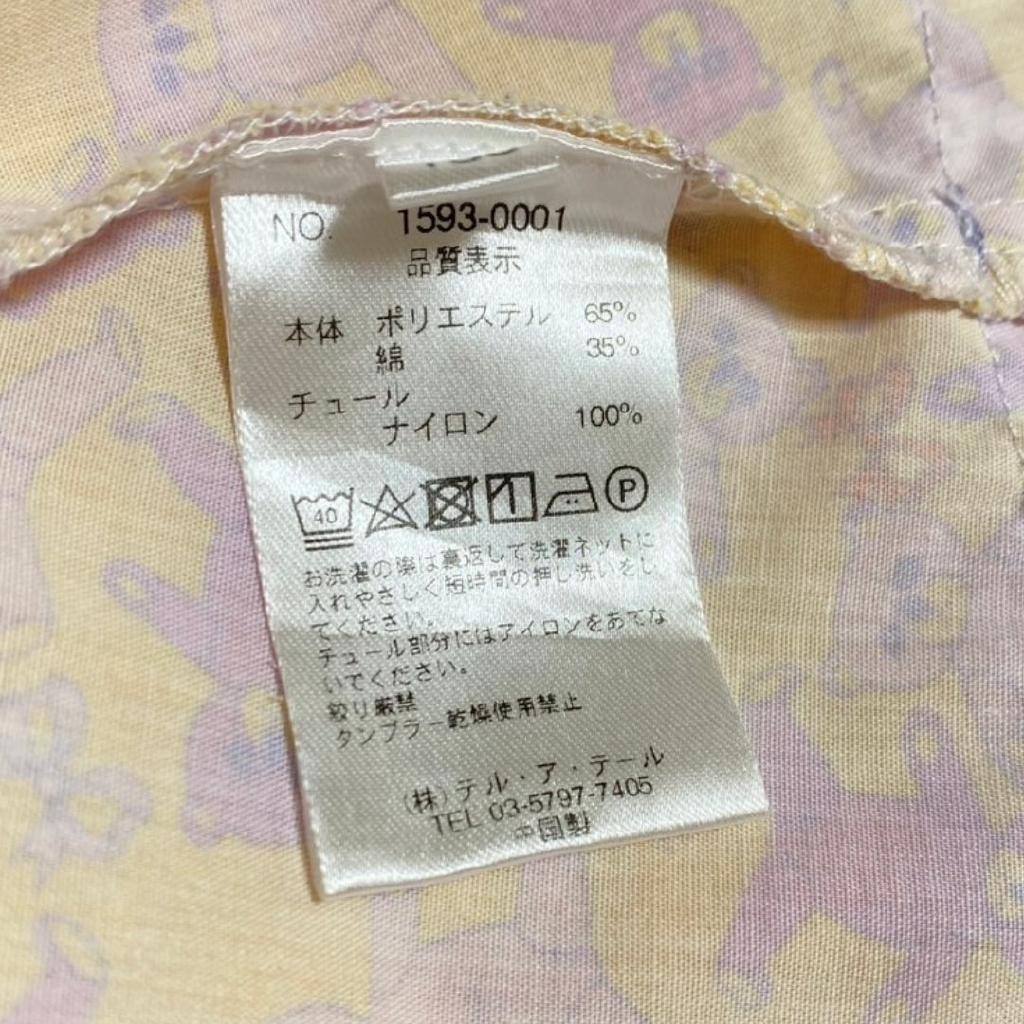 NO. 1593-0001
品質表示
本体 ポリエステル 65%
綿 35%
チュール
ナイロン 100%
40 P
お洗濯の際は裏返して洗濯ネットに
入れやさしく短時間の押し洗いをし
てください。
チュール部分にはアイロンをあてな
いでください。
絞り厳禁
タンブラー乾燥使用禁止
(株)テル・ア・テール
TEL 03-5797-7405
中国製